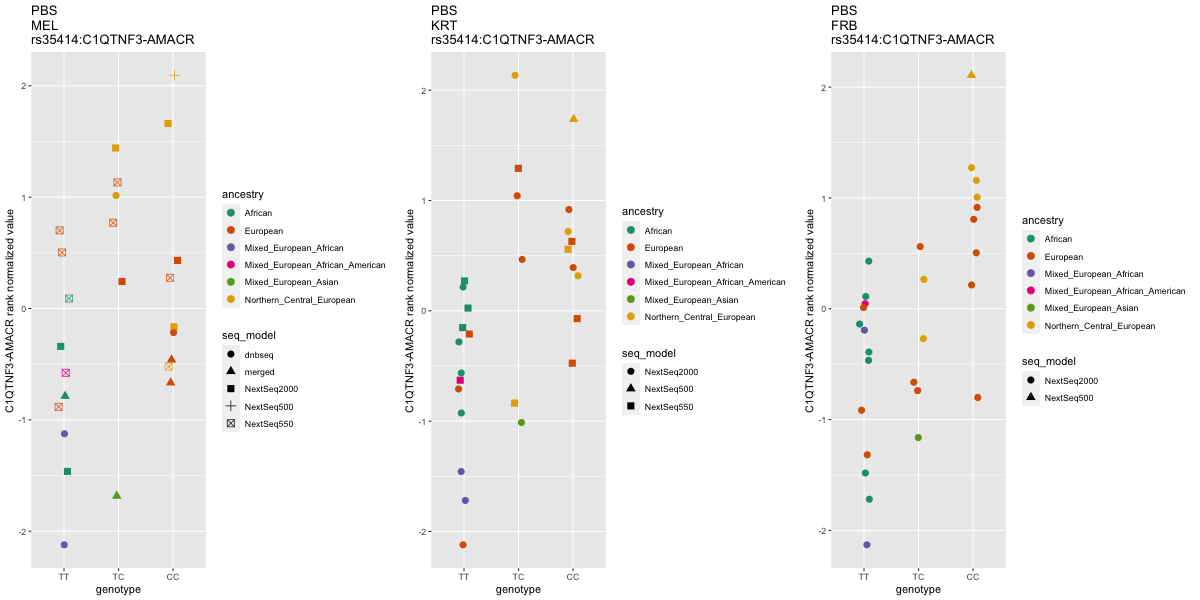 PBS
MEL
rs35414:C1QTNF3-AMACR
C1QTNF3-AMACR rank normalized value
2
1
0
-1
-2
TT
TC
CC
genotype
ancestry
African
European
Mixed_European_African
Mixed_European_African_American
Mixed_European_Asian
Northern_Central_European
seq_model
dnbseq
merged
NextSeq2000
NextSeq500
NextSeq550
PBS
KRT
rs35414:C1QTNF3-AMACR
C1QTNF3-AMACR rank normalized value
2
1
0
-1
-2
TT
TC
CC
genotype
ancestry
African
European
Mixed_European_African
Mixed_European_African_American
Mixed_European_Asian
Northern_Central_European
seq_model
NextSeq2000
NextSeq500
NextSeq550
PBS
FRB
rs35414:C1QTNF3-AMACR
C1QTNF3-AMACR rank normalized value
2
1
0
-1
-2
TT
TC
CC
genotype
ancestry
African
European
Mixed_European_African
Mixed_European_African_American
Mixed_European_Asian
Northern_Central_European
seq_model
NextSeq2000
NextSeq500